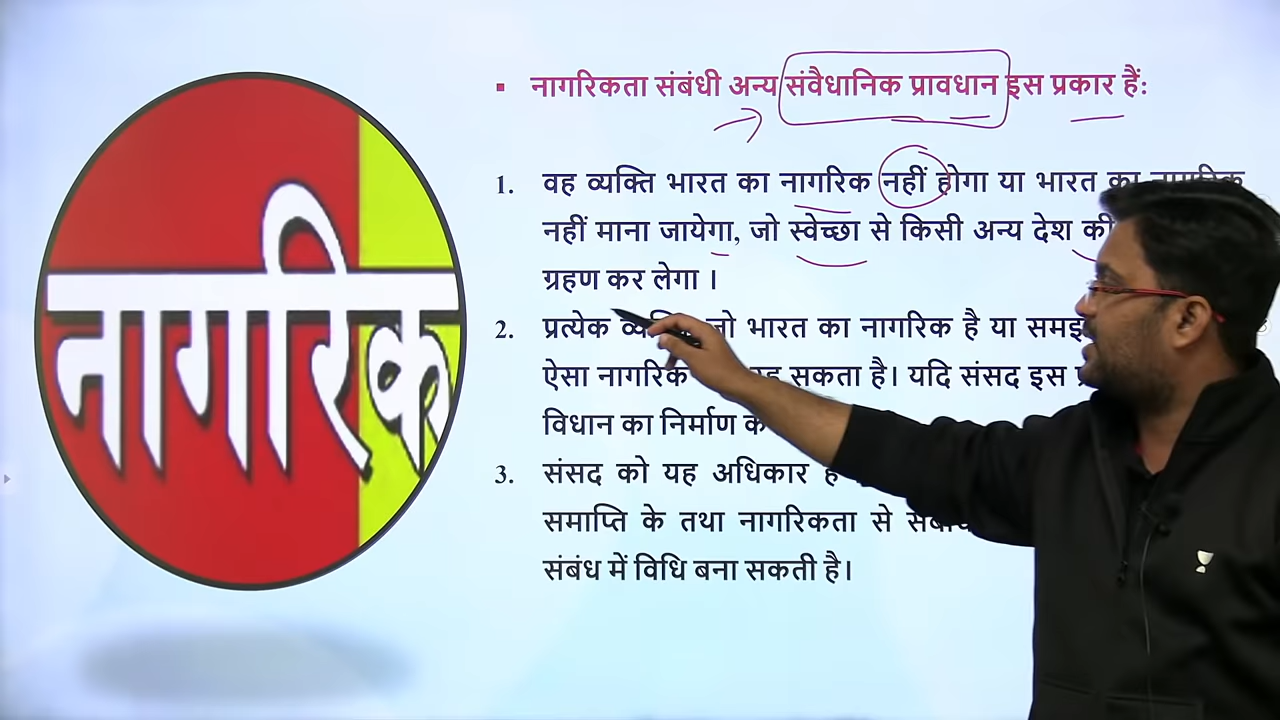 नागरिक
▪ नागरिकता संबंधी अन्य संवैधानिक प्रावधान इस प्रकार हैं:
1. वह व्यक्ति भारत का नागरिक नहीं होगा या भारत का नागरिक
नहीं माना जायेगा, जो स्वेच्छा से किसी अन्य देश की
ग्रहण कर लेगा ।
2. प्रत्येक व्यक्ति जो भारत का नागरिक है या
ऐसा नागरिक सकता है। यदि संसद इस
विधान का निर्माण
3. संसद को यह अधिकार
समाप्ति के तथा नागरिकता से
संबंध में विधि बना सकती है।